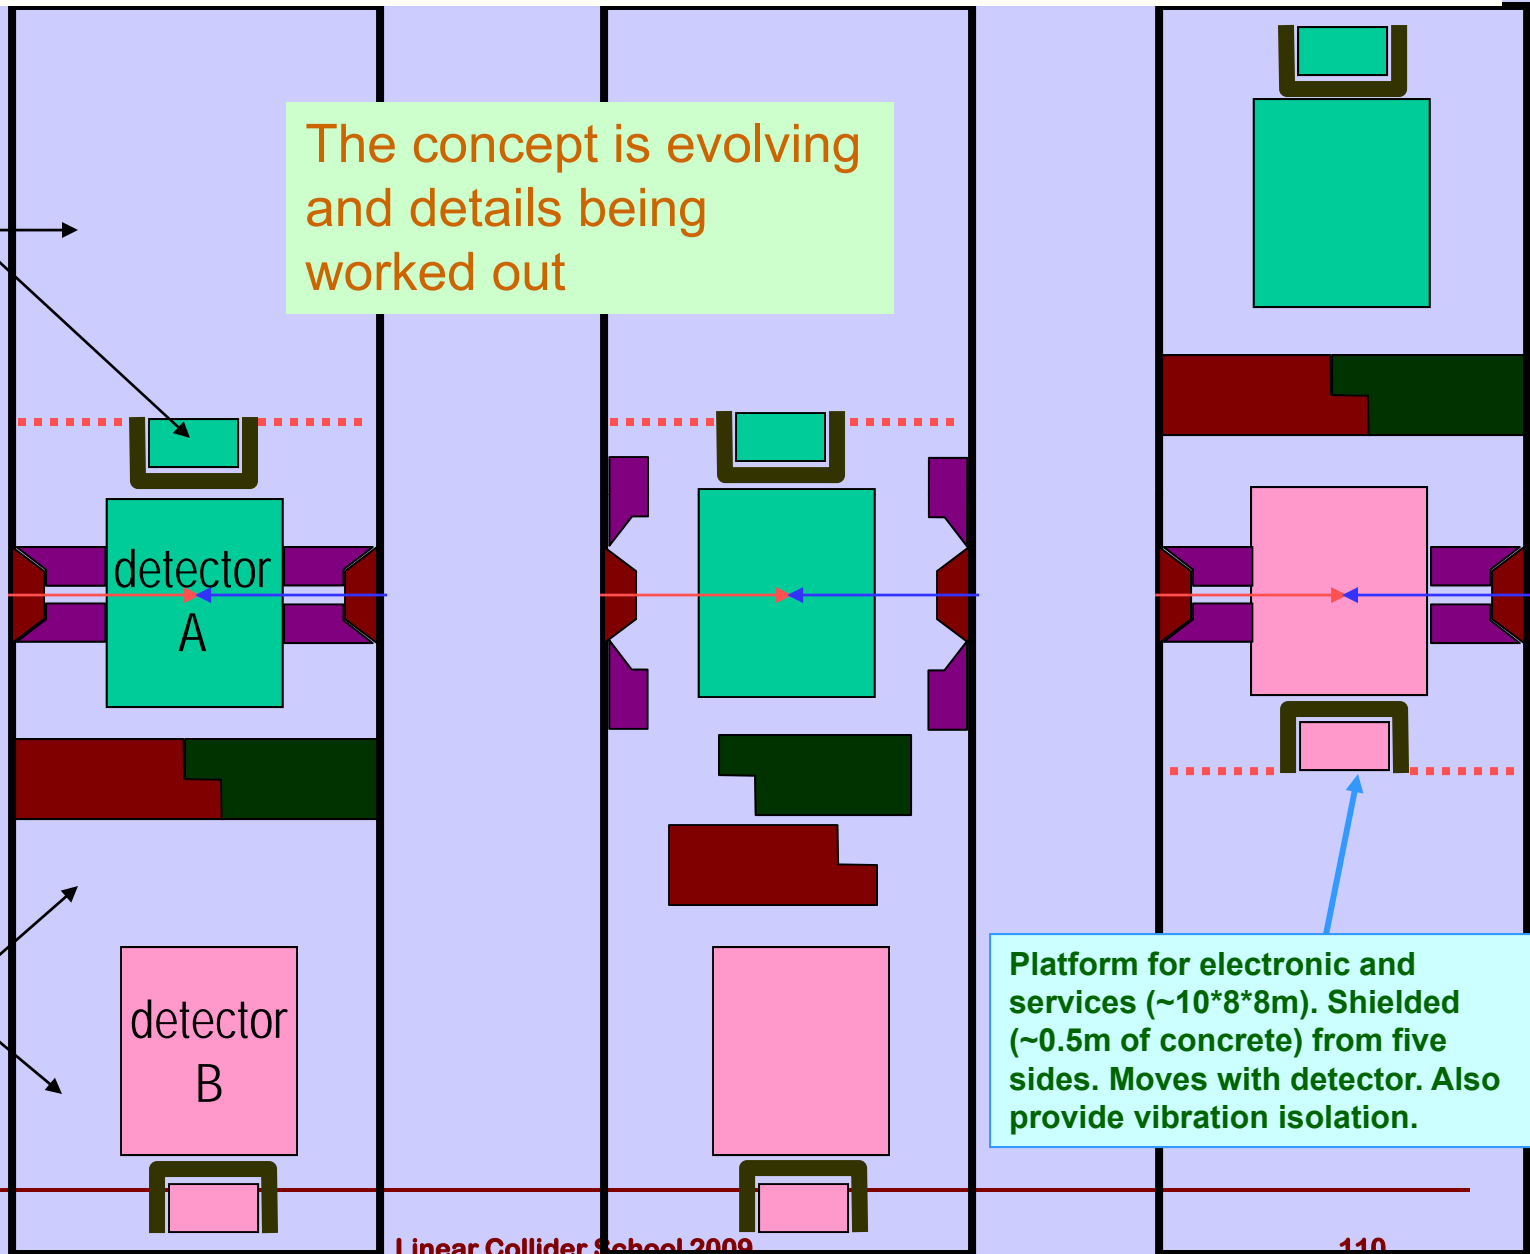 The concept is evolving
and details being
worked out
detector
A
detector
B
Platform for electronic and
services (~10*8*8m). Shielded
(~0.5m of concrete) from five
sides. Moves with detector. Also
provide vibration isolation.
Linear Collider School 2009
110